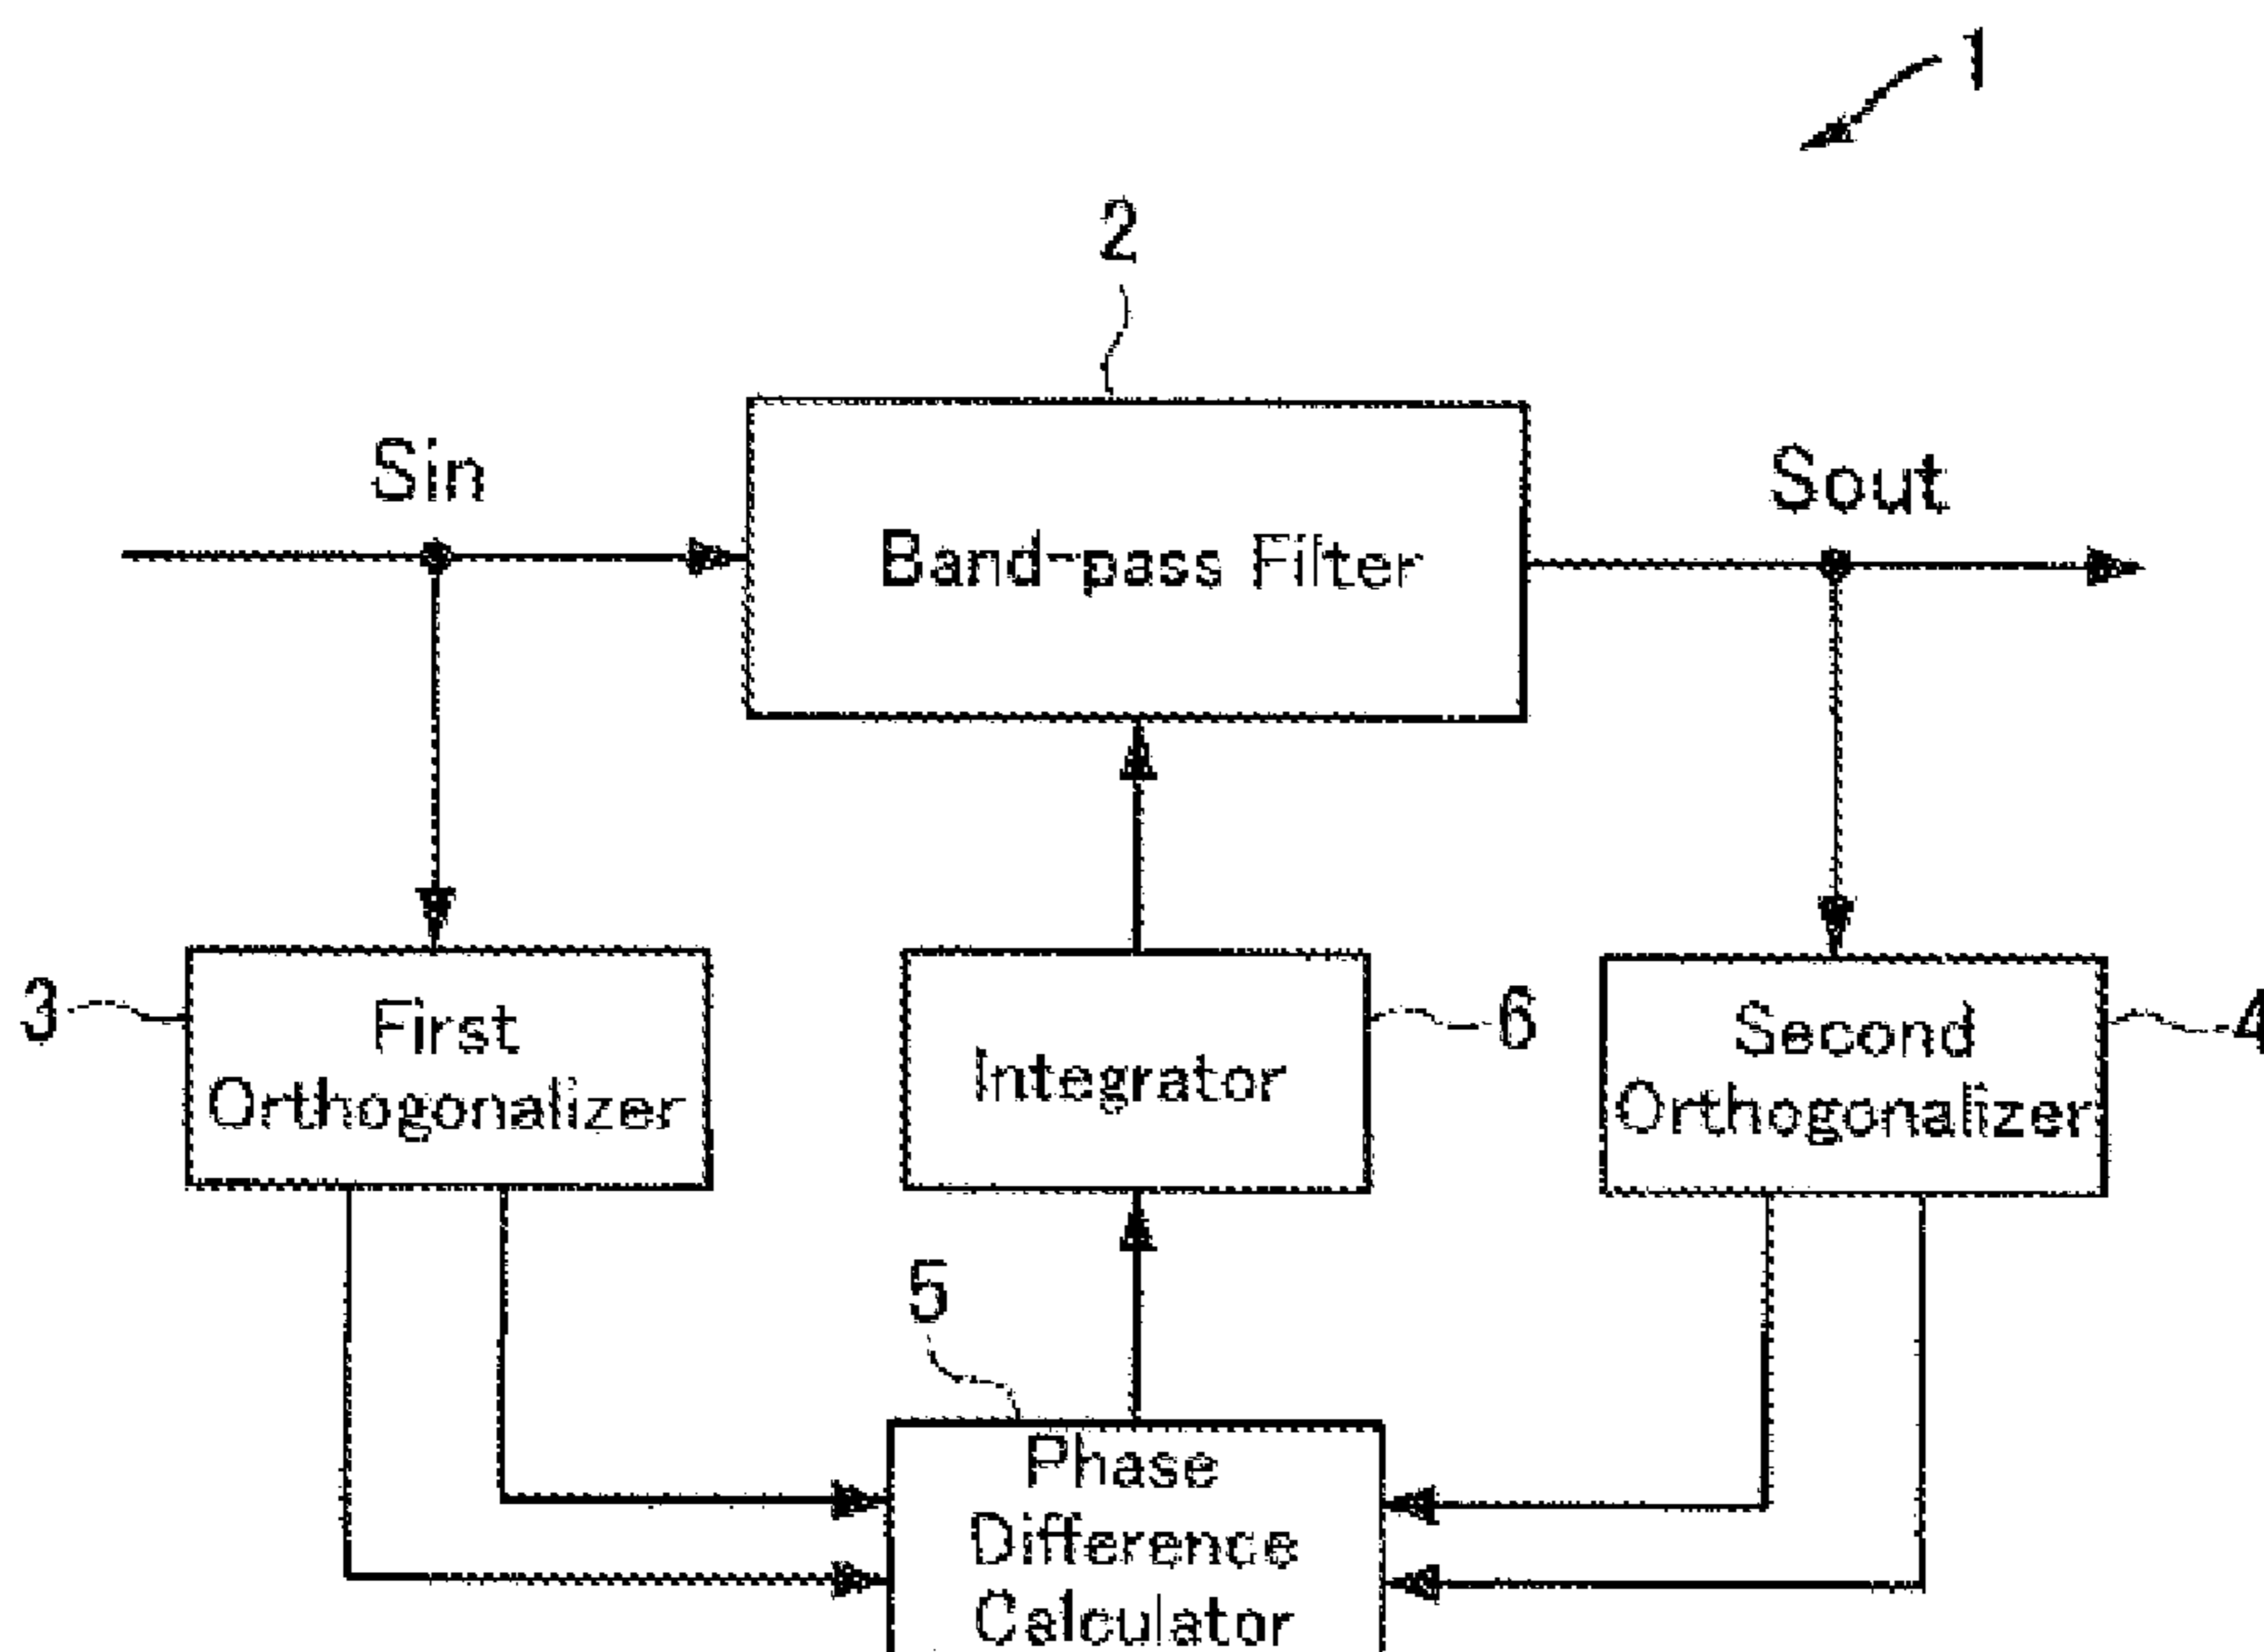 1
2
Sin
Sout
Band-pass Filter
3
First
Orthogonalizer
Integrator
6
Second
Orthogonalizer
4
5
Phase
Difference
Calculator